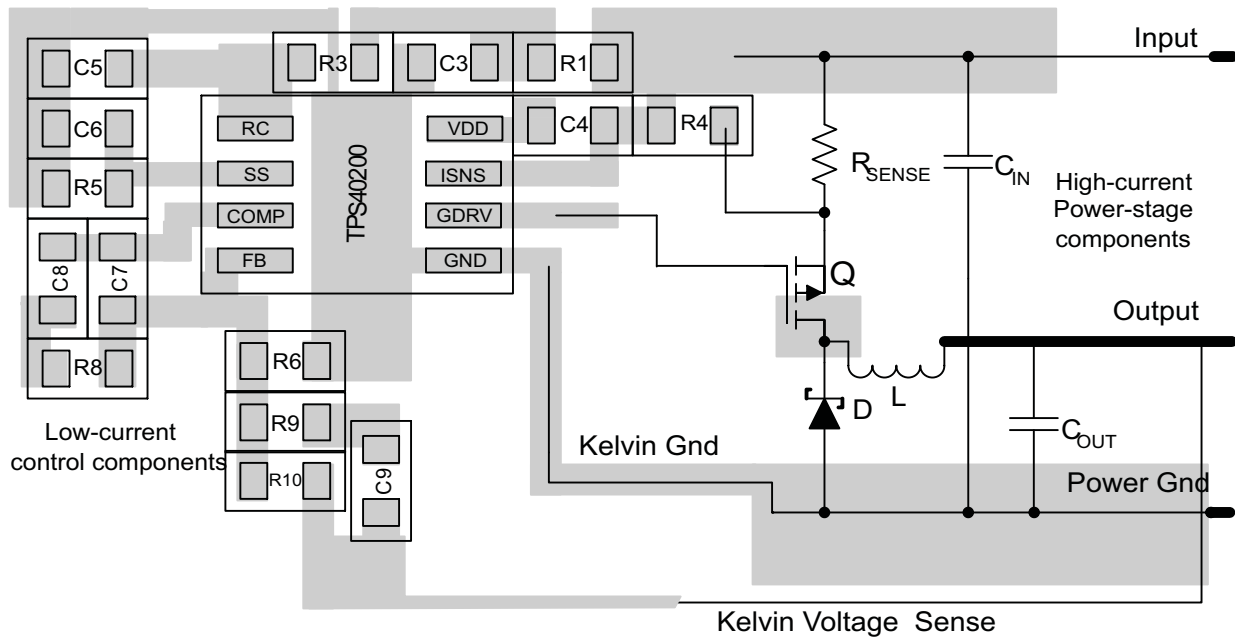 Input
C5
R3
C3
R1
C6
RC
VDD
C4
R4
R5
SS
TPS40200
ISNS
RSENSE
CIN
High-current
Power-stage
components
COMP
GDRV
C8
C7
FB
GND
Q
Output
R8
R6
L
D
R9
COUT
Low-current
control components
Kelvin Gnd
R10
C9
Power Gnd
Kelvin Voltage Sense